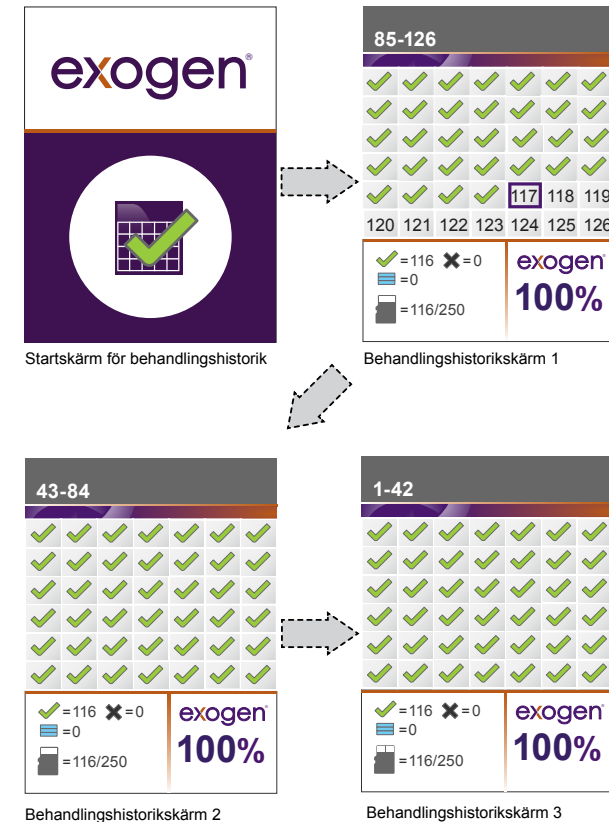 exogen®
Startskärm för behandlingshistorik
85-126
117 118 119
120 121 122 123 124 125 126
=116 =0
=0
=116/250
exogen®
100%
Behandlingshistorikskärm 1
43-84
=116 =0
=0
=116/250
exogen®
100%
Behandlingshistorikskärm 2
1-42
=116 =0
=0
=116/250
exogen®
100%
Behandlingshistorikskärm 3